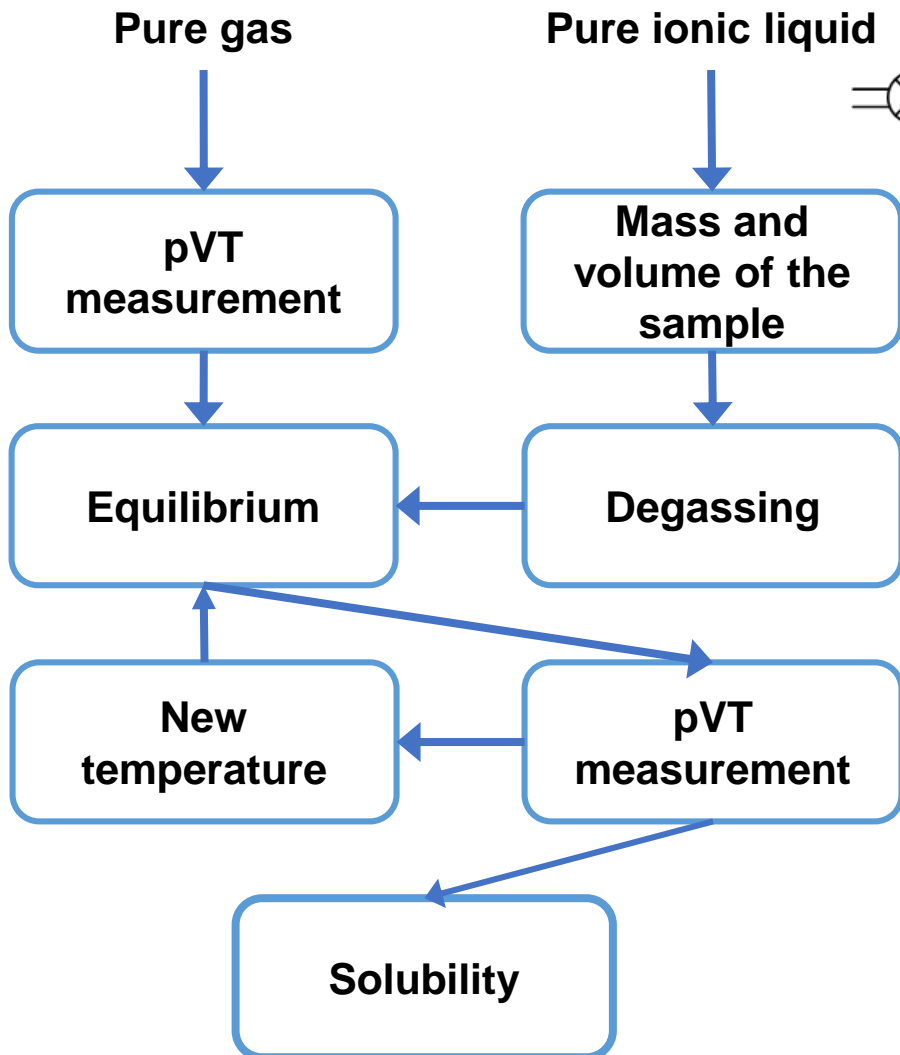 Pure gas
Pure ionic liquid
pVT
measurement
Mass and
volume of the
sample
Equilibrium
Degassing
New
temperature
pVT
measurement
Solubility